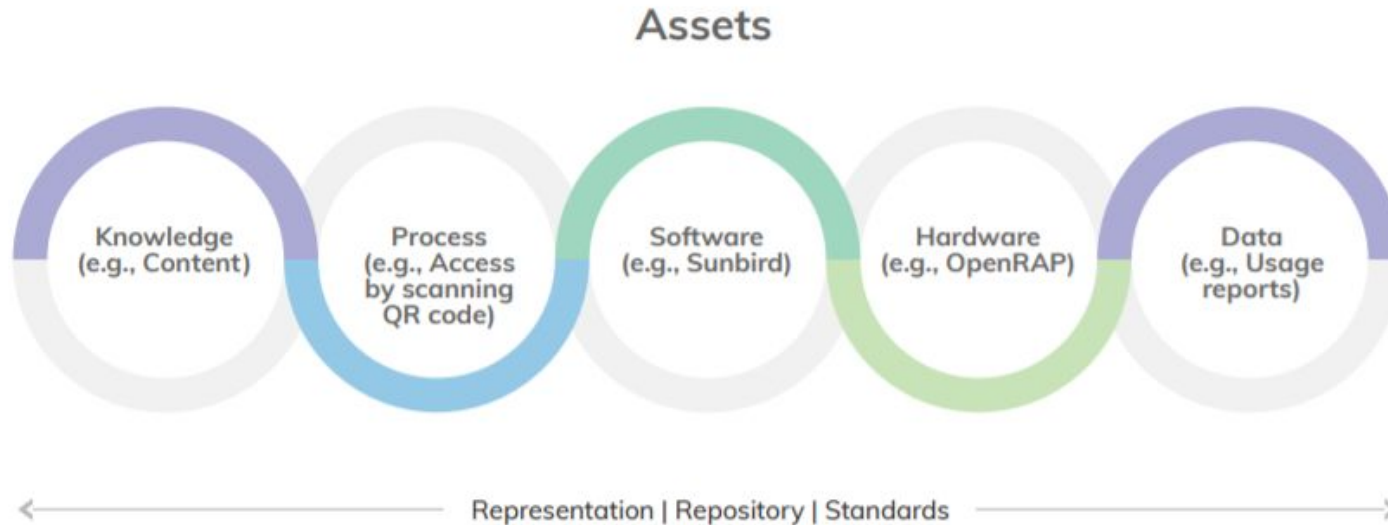 Assets
Knowledge
(e.g., Content)
Process
(e.g., Access
by scanning
QR code)
Software
(e.g., Sunbird)
Hardware
(e.g., OpenRAP)
Data
(e.g., Usage
reports)
Representation | Repository | Standards